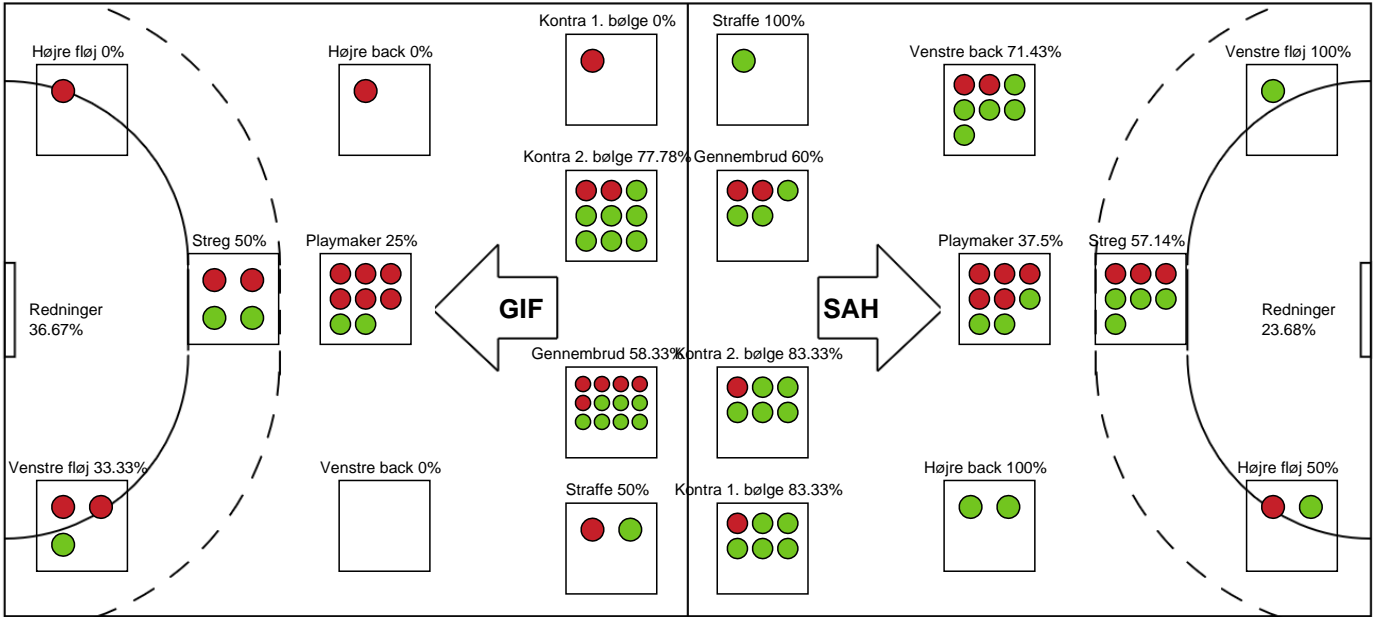 Kontra 1. bølge 0%
Straffe 100%
Højre fløj 0%
Højre back 0%
Venstre back 71.43%
Venstre fløj 100%
Kontra 2. bølge 77.78%
Gennembrud 60%
Streg 50%
Playmaker 25%
Playmaker 37.5%
Streg 57.14%
Redninger
36.67%
GIF
SAH
Redninger
23.68%
Gennembrud 58.33%
Kontra 2. bølge 83.33%
Venstre fløj 33.33%
Venstre back 0%
Straffe 50%
Kontra 1. bølge 83.33%
Højre back 100%
Højre fløj 50%